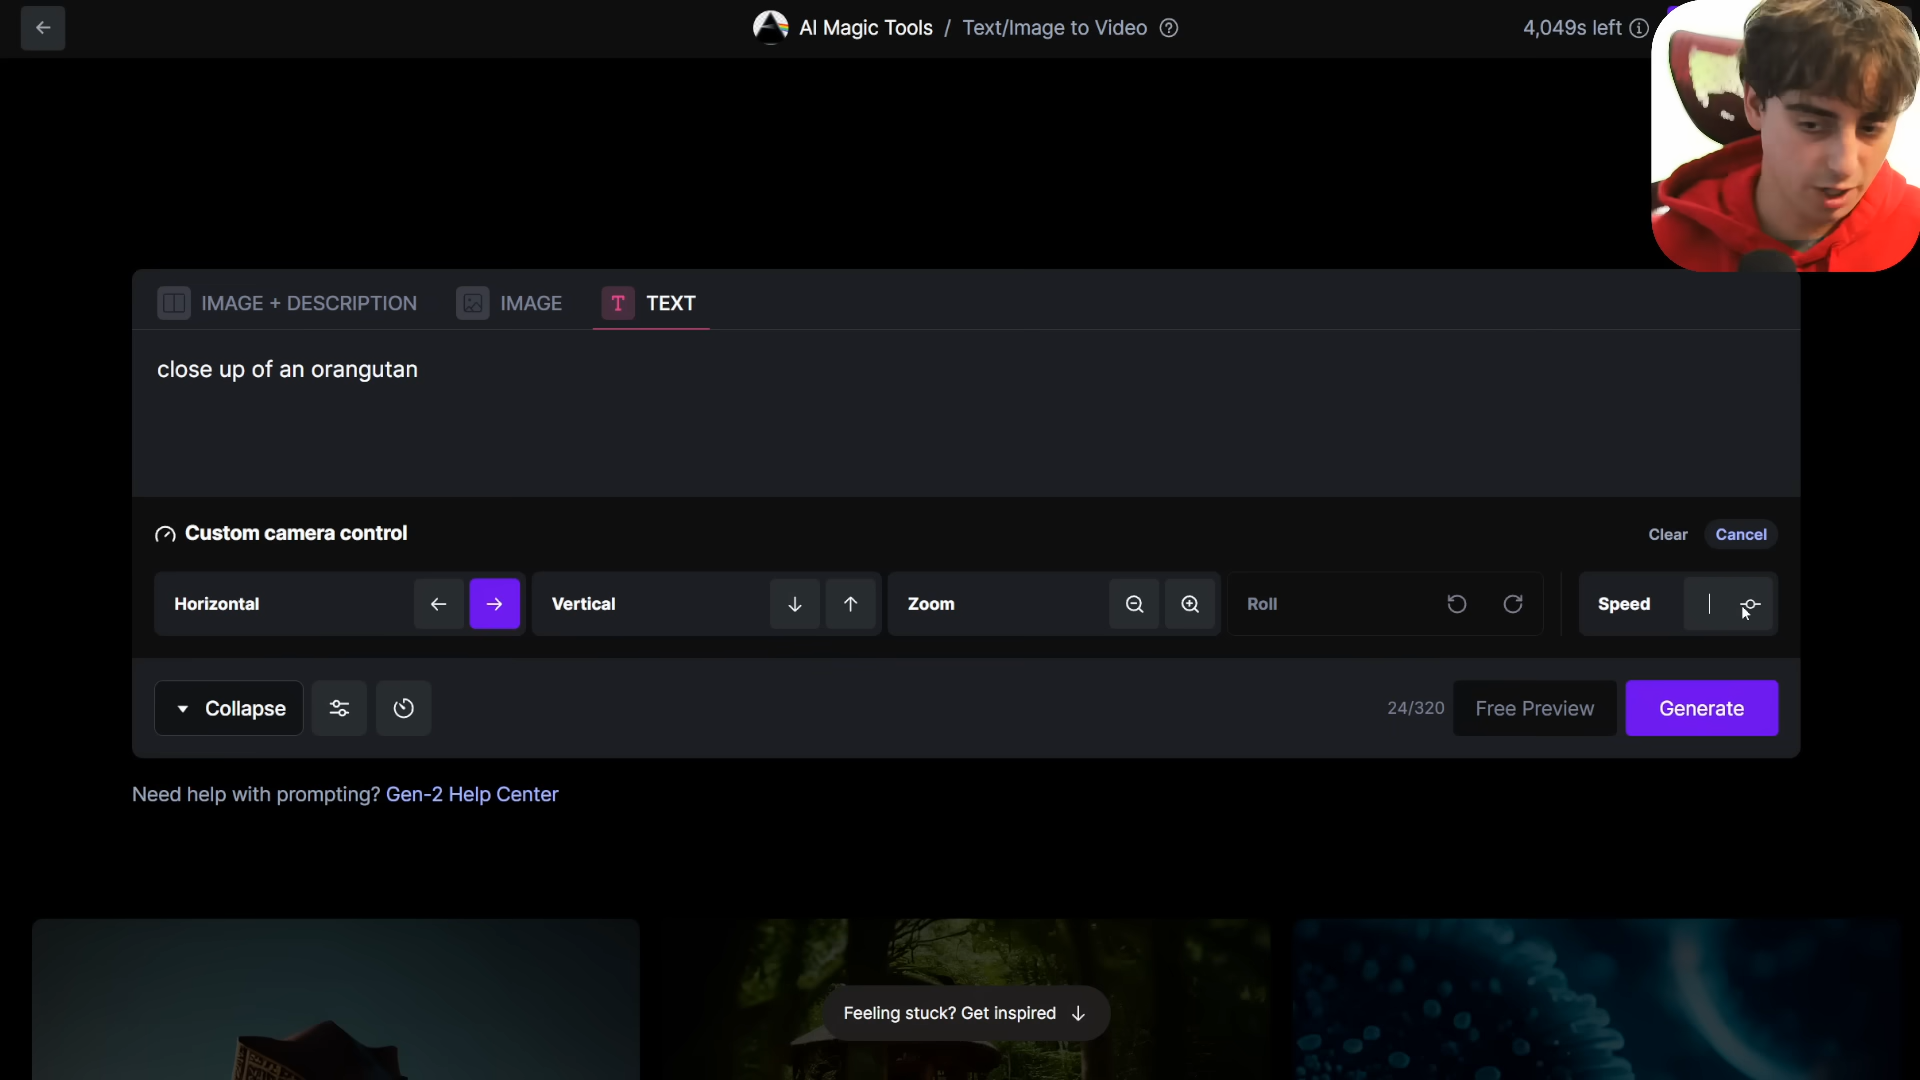 AI Magic Tools / Text/Image to Video
4,049s left
IMAGE + DESCRIPTION
IMAGE
T TEXT
close up of an orangutan
Custom camera control
Clear
Cancel
Horizontal
Vertical
Zoom
Roll
Speed
Collapse
24/320
Free Preview
Generate
Need help with prompting? Gen-2 Help Center
Feeling stuck? Get inspired